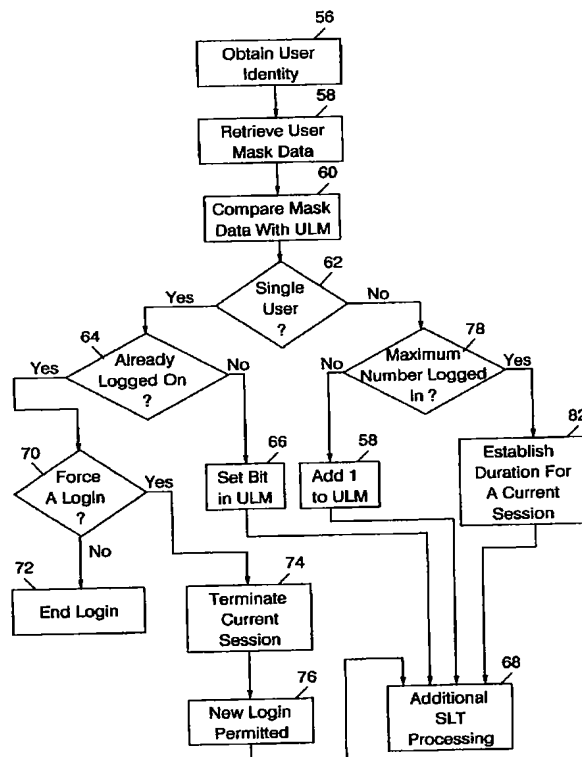 56
Obtain User
Identity
58
Retrieve User
Mask Data
60
Compare Mask
Data With ULM
62
Single
User
?
Yes
No
64
Already
Logged On
?
Yes
No
78
Maximum
Number Logged
In ?
No
Yes
70
Force
A Login
?
Yes
No
66
Set Bit
in ULM
58
Add 1
to ULM
82
Establish
Duration For
A Current
Session
72
End Login
74
Terminate
Current
Session
76
New Login
Permitted
68
Additional
SLT
Processing